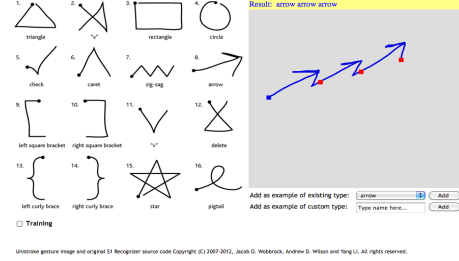 Result: arrow arrow arrow
1.
2.
3.
4.
triangle
"x"
rectangle
circle
5.
6.
7.
8.
check
caret
zig-zag
arrow
9.
10.
11.
12.
left square bracket
right square bracket
"v"
delete
13.
14.
15.
16.
left curly brace
right curly brace
star
pigtail
Add as example of existing type: arrow Add
Add as example of custom type: Type name here... Add
Training
Unistroke gesture image and original $1 Recognizer source code Copyright (C) 2007-2012, Jacob O. Wobbrock, Andrew D. Wilson and Yang Li. All rights reserved.